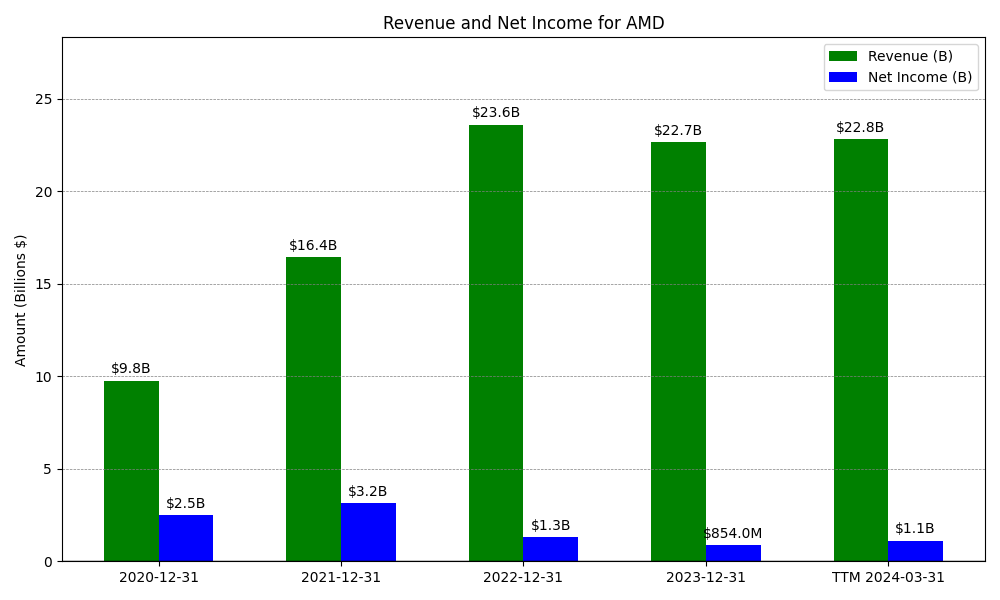 Revenue and Net Income for AMD
Revenue (B)
Net Income (B)
Amount (Billions $)
25
20
15
10
5
0
$9.8B
$2.5B
$16.4B
$3.2B
$23.6B
$1.3B
$22.7B
$854.0M
$22.8B
$1.1B
2020-12-31
2021-12-31
2022-12-31
2023-12-31
TTM 2024-03-31